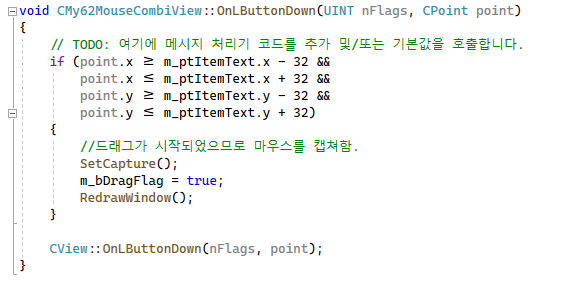 void CMy62MouseCombiView::OnLButtonDown(UINT nFlags, CPoint point)
{
// TODO: 여기에 메시지 처리기 코드를 추가 및/또는 기본값을 호출합니다.
if (point.x ≥ m_ptItemText.x - 32 &&
point.x ≤ m_ptItemText.x + 32 &&
point.y ≥ m_ptItemText.y - 32 &&
point.y ≤ m_ptItemText.y + 32)
{
//드래그가 시작되었으므로 마우스를 캡쳐함.
SetCapture();
m_bDragFlag = true;
RedrawWindow();
}
CView::OnLButtonDown(nFlags, point);
}